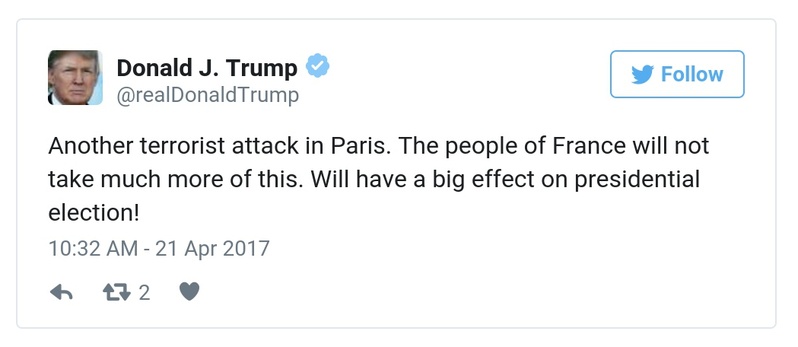 Donald J. Trump
@realDonaldTrump
Follow
Another terrorist attack in Paris. The people of France will not
take much more of this. Will have a big effect on presidential
election!
10:32 AM - 21 Apr 2017
2